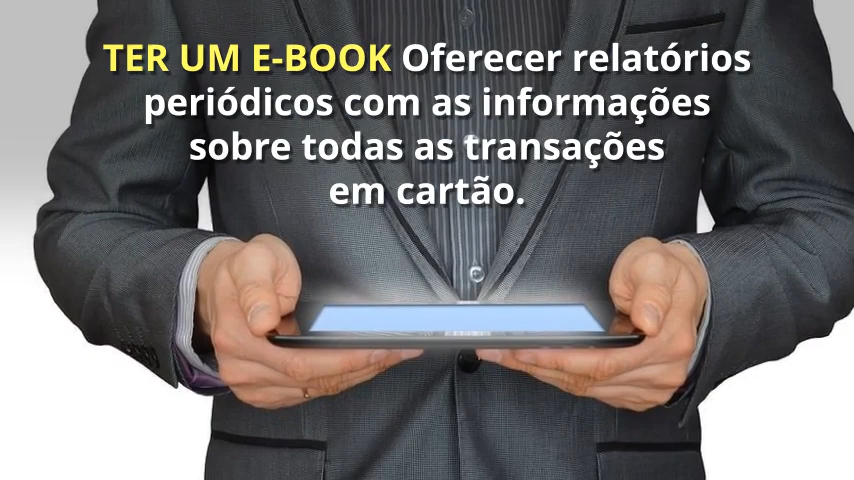 TER UM E-BOOK Oferecer relatórios
periódicos com as informações
sobre todas as transações
em cartão.